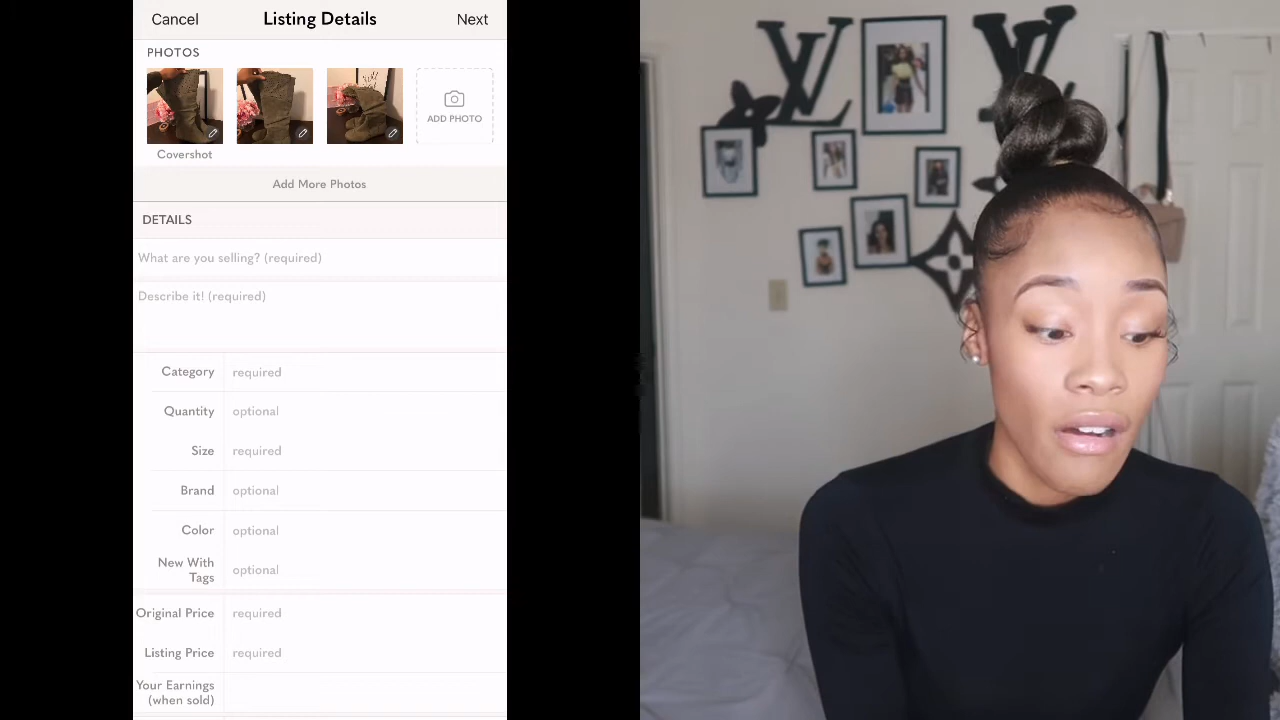 Cancel Listing Details Next
PHOTOS
ADD PHOTO
Covershot
Add More Photos
DETAILS
What are you selling? (required)
Describe it! (required)
Category required
Quantity optional
Size required
Brand optional
Color optional
New With
Tags optional
Original Price required
Listing Price required
Your Earnings
(when sold)
LV
LV